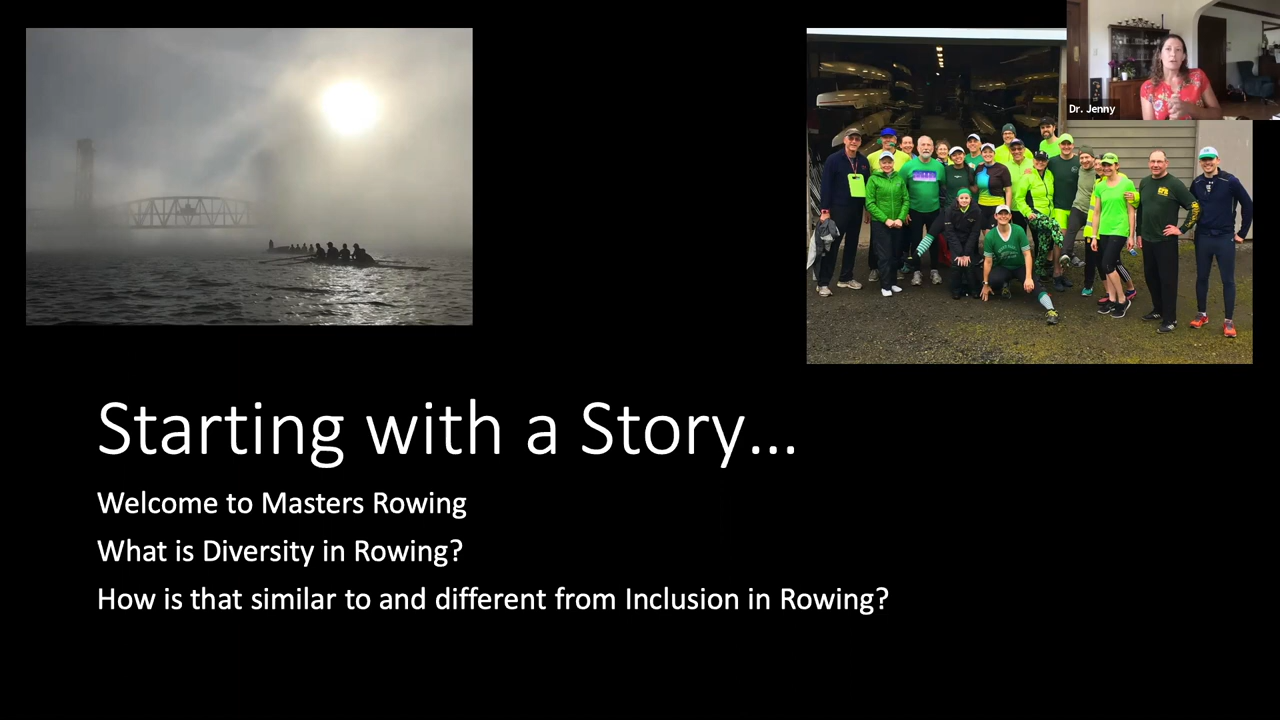 Dr. Jenny
Starting with a Story...
Welcome to Masters Rowing
What is Diversity in Rowing?
How is that similar to and different from Inclusion in Rowing?